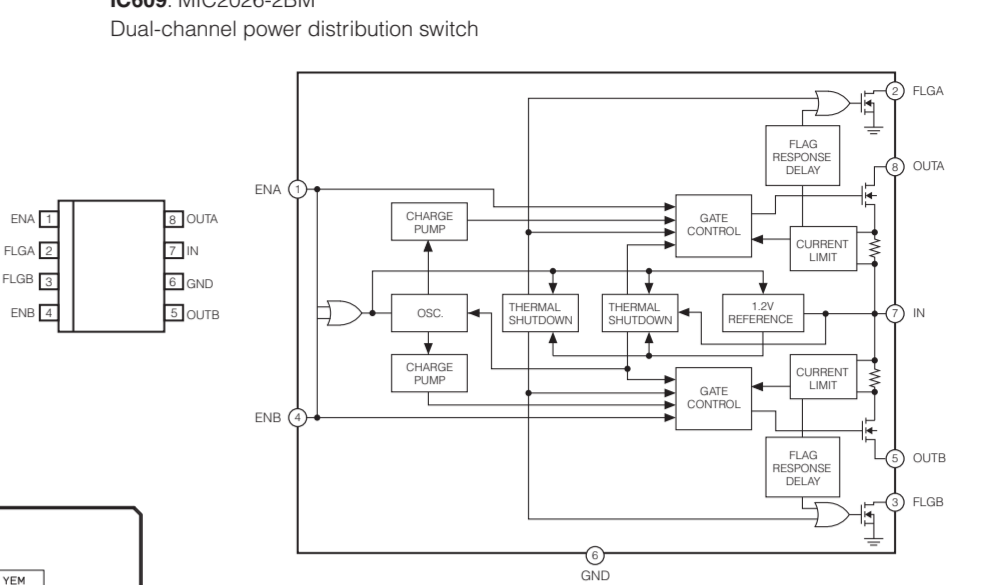 IC609: MIC2026-2BM
Dual-channel power distribution switch
ENA 1
FLGA 2
FLGB 3
ENB 4
8 OUTA
7 IN
6 GND
5 OUTB
2 FLGA
FLAG
RESPONSE
DELAY
8 OUTA
ENA 1
CHARGE
PUMP
GATE
CONTROL
CURRENT
LIMIT
OSC.
THERMAL
SHUTDOWN
THERMAL
SHUTDOWN
1.2V
REFERENCE
7 IN
CHARGE
PUMP
GATE
CONTROL
CURRENT
LIMIT
ENB 4
FLAG
RESPONSE
DELAY
5 OUTB
3 FLGB
6
GND
YEM